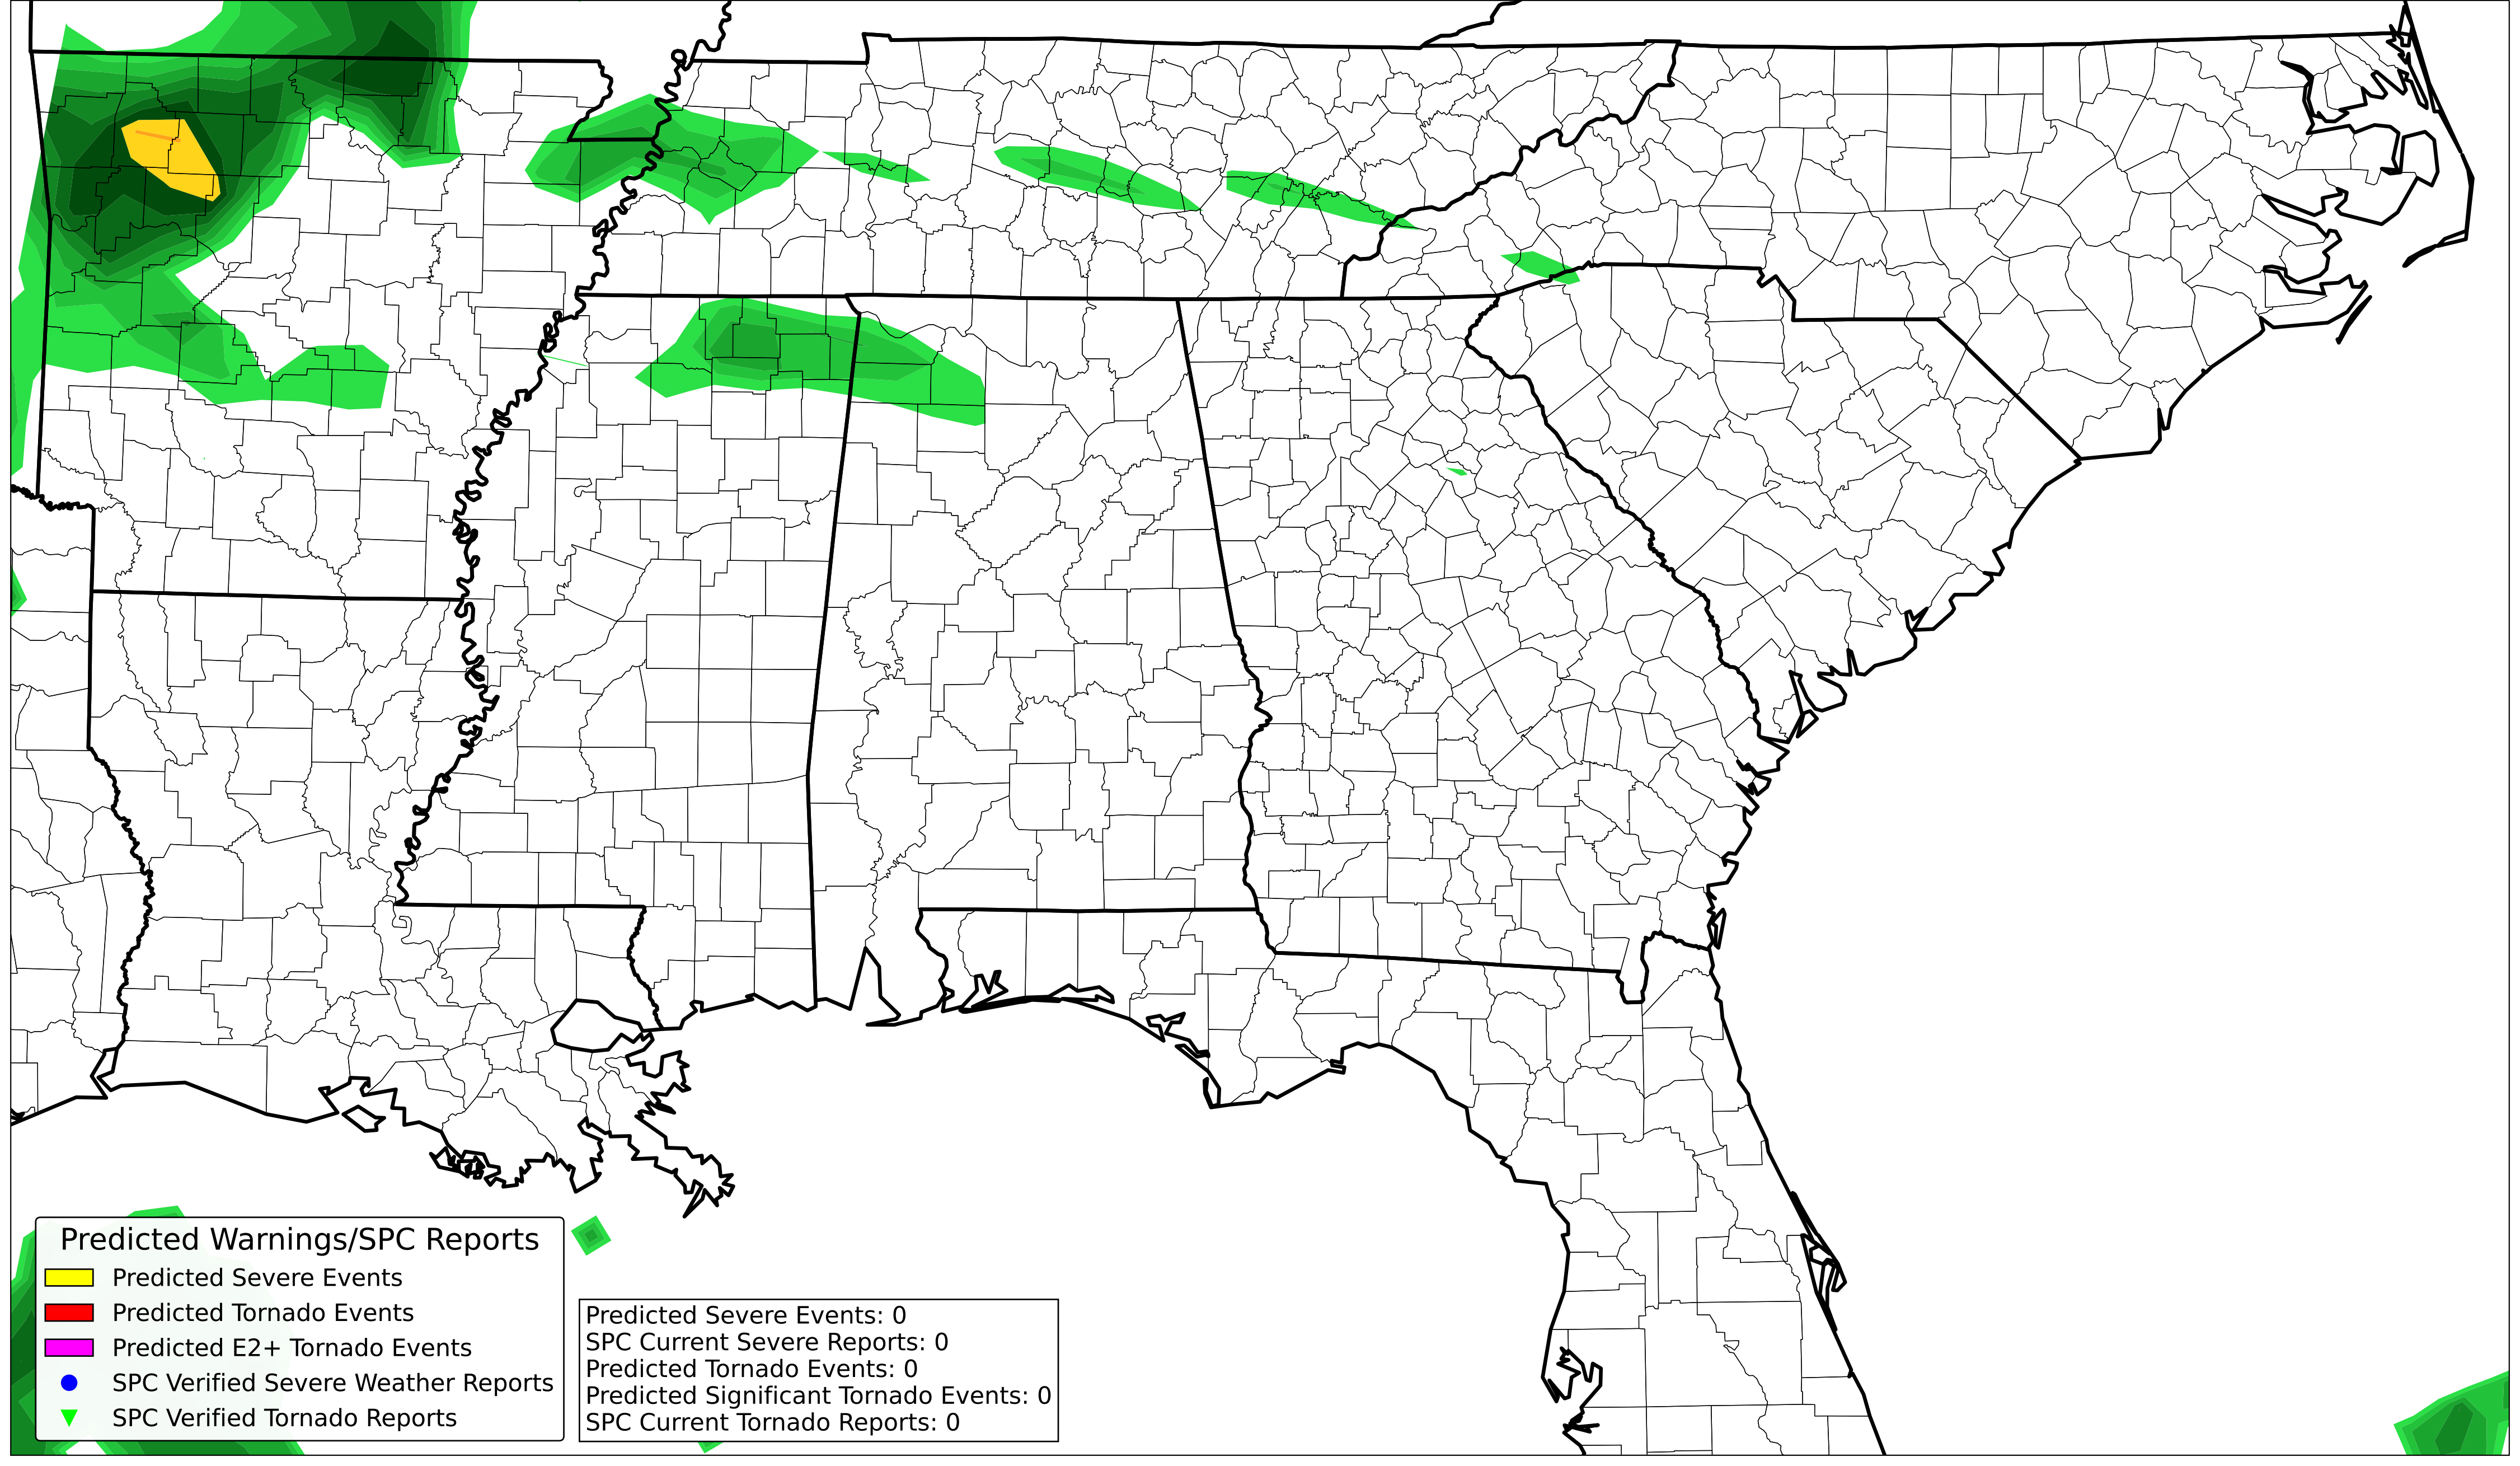 Predicted Warnings/SPC Reports
Predicted Severe Events
Predicted Tornado Events
Predicted E2+ Tornado Events
SPC Verified Severe Weather Reports
SPC Verified Tornado Reports
Predicted Severe Events: 0
SPC Current Severe Reports: 0
Predicted Tornado Events: 0
Predicted Significant Tornado Events: 0
SPC Current Tornado Reports: 0